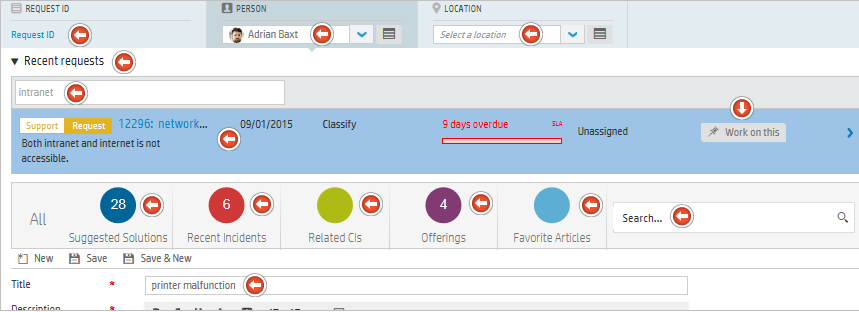 REQUEST ID
PERSON
LOCATION
Request ID
Adrian Baxt
Select a location
Recent requests
intranet
Support Request 12296: network... 09/01/2015 Classify 9 days overdue SLA Unassigned Work on this
Both intranet and internet is not
accessible.
All
28
6
4
Suggested Solutions
Recent Incidents
Related CIs
Offerings
Favorite Articles
Search...
New Save Save & New
Title * printer malfunction
Description